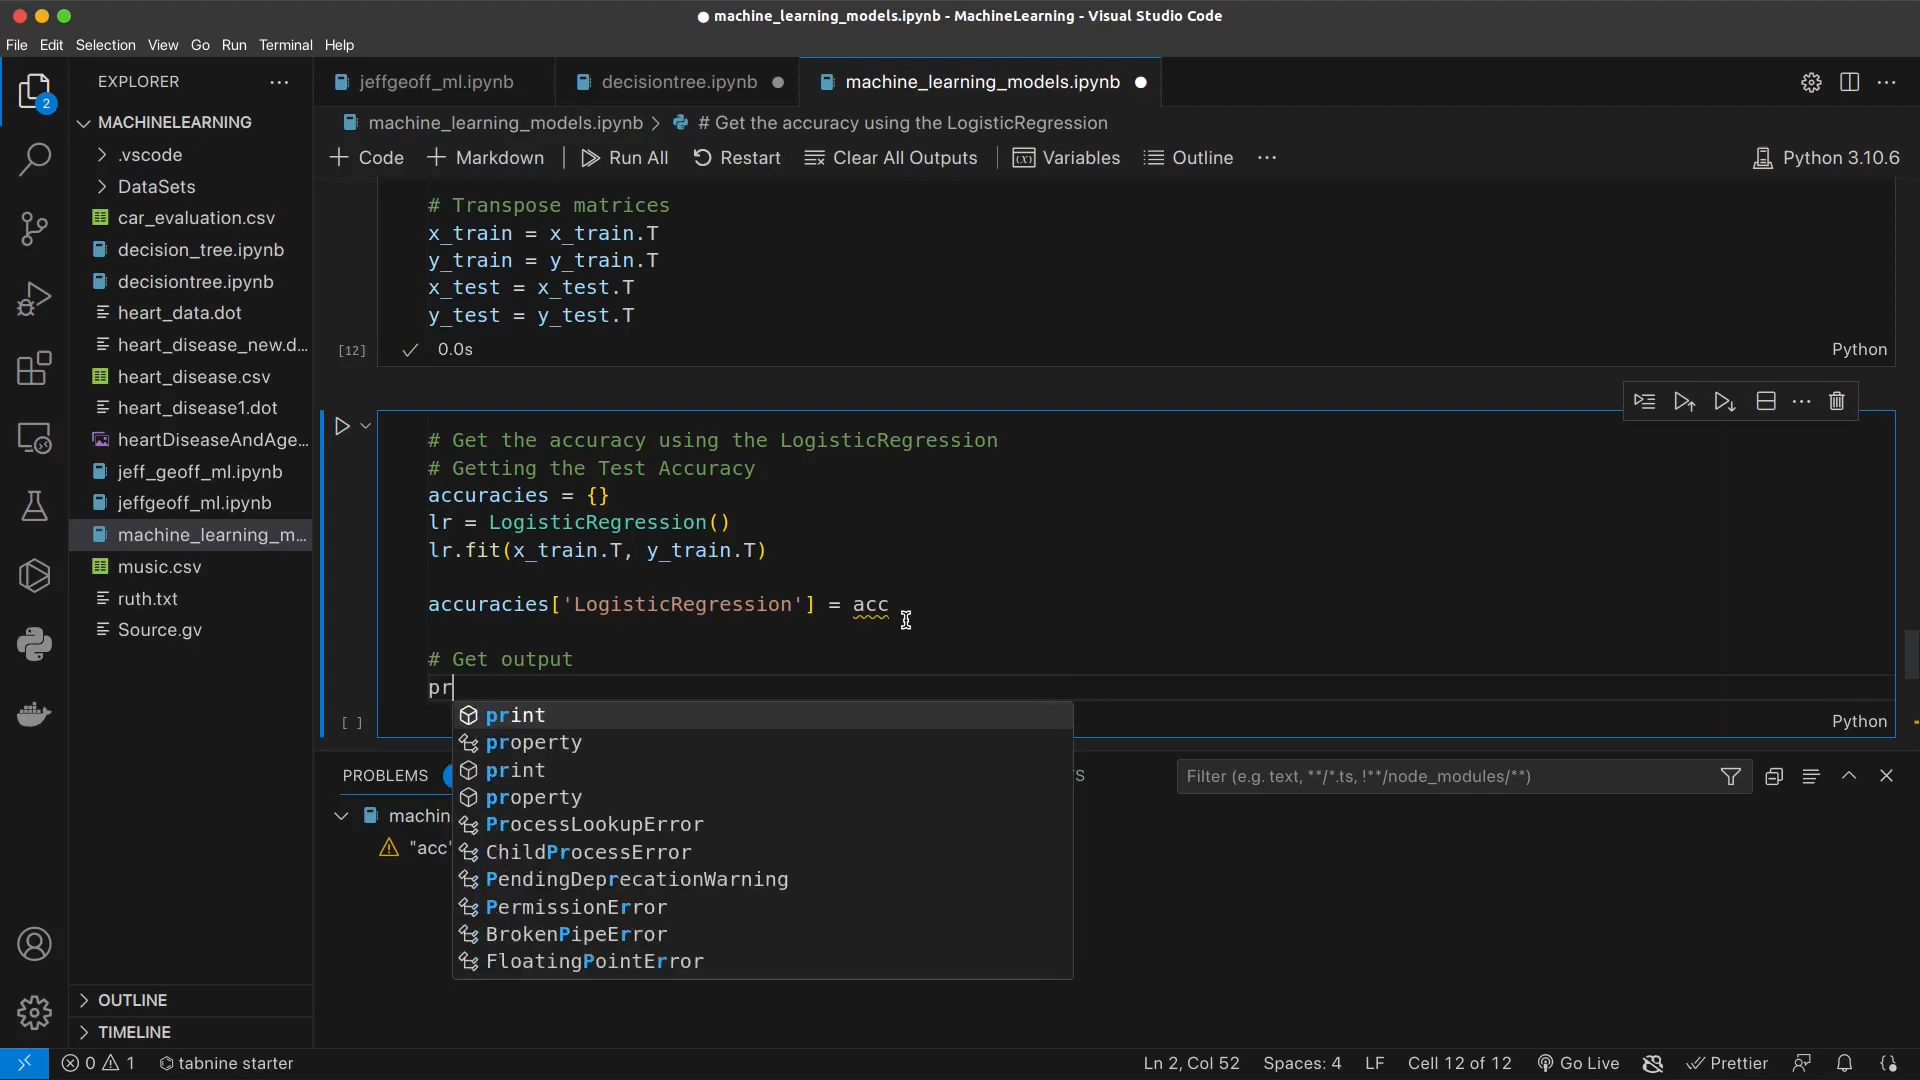 machine_learning_models.ipynb - MachineLearning - Visual Studio Code
File Edit Selection View Go Run Terminal Help
EXPLORER
2
MACHINELEARNING
.vscode
DataSets
car_evaluation.csv
decision_tree.ipynb
decisiontree.ipynb
heart_data.dot
heart_disease_new.d...
heart_disease.csv
heart_disease1.dot
heartDiseaseAndAge...
jeff_geoff_ml.ipynb
jeffgeoff_ml.ipynb
machine_learning_m...
music.csv
ruth.txt
Source.gv
OUTLINE
TIMELINE
jeffgeoff_ml.ipynb decisiontree.ipynb machine_learning_models.ipynb
machine_learning_models.ipynb > # Get the accuracy using the LogisticRegression
+ Code + Markdown Run All Restart Clear All Outputs Variables Outline ... Python 3.10.6
# Transpose matrices
x_train = x_train.T
y_train = y_train.T
x_test = x_test.T
y_test = y_test.T
[12] 0.0s Python
# Get the accuracy using the LogisticRegression
# Getting the Test Accuracy
accuracies = {}
lr = LogisticRegression()
lr.fit(x_train.T, y_train.T)
accuracies['LogisticRegression'] = acc
# Get output
pr
[ ] Python
print
property
print
property
ProcessLookupError
ChildProcessError
PendingDeprecationWarning
PermissionError
BrokenPipeError
FloatingPointError
PROBLEMS TS Filter (e.g. text, **/*.ts, !**/node_modules/**)
machin
"acc"
0 1 tabnine starter Ln 2, Col 52 Spaces: 4 LF Cell 12 of 12 Go Live Prettier